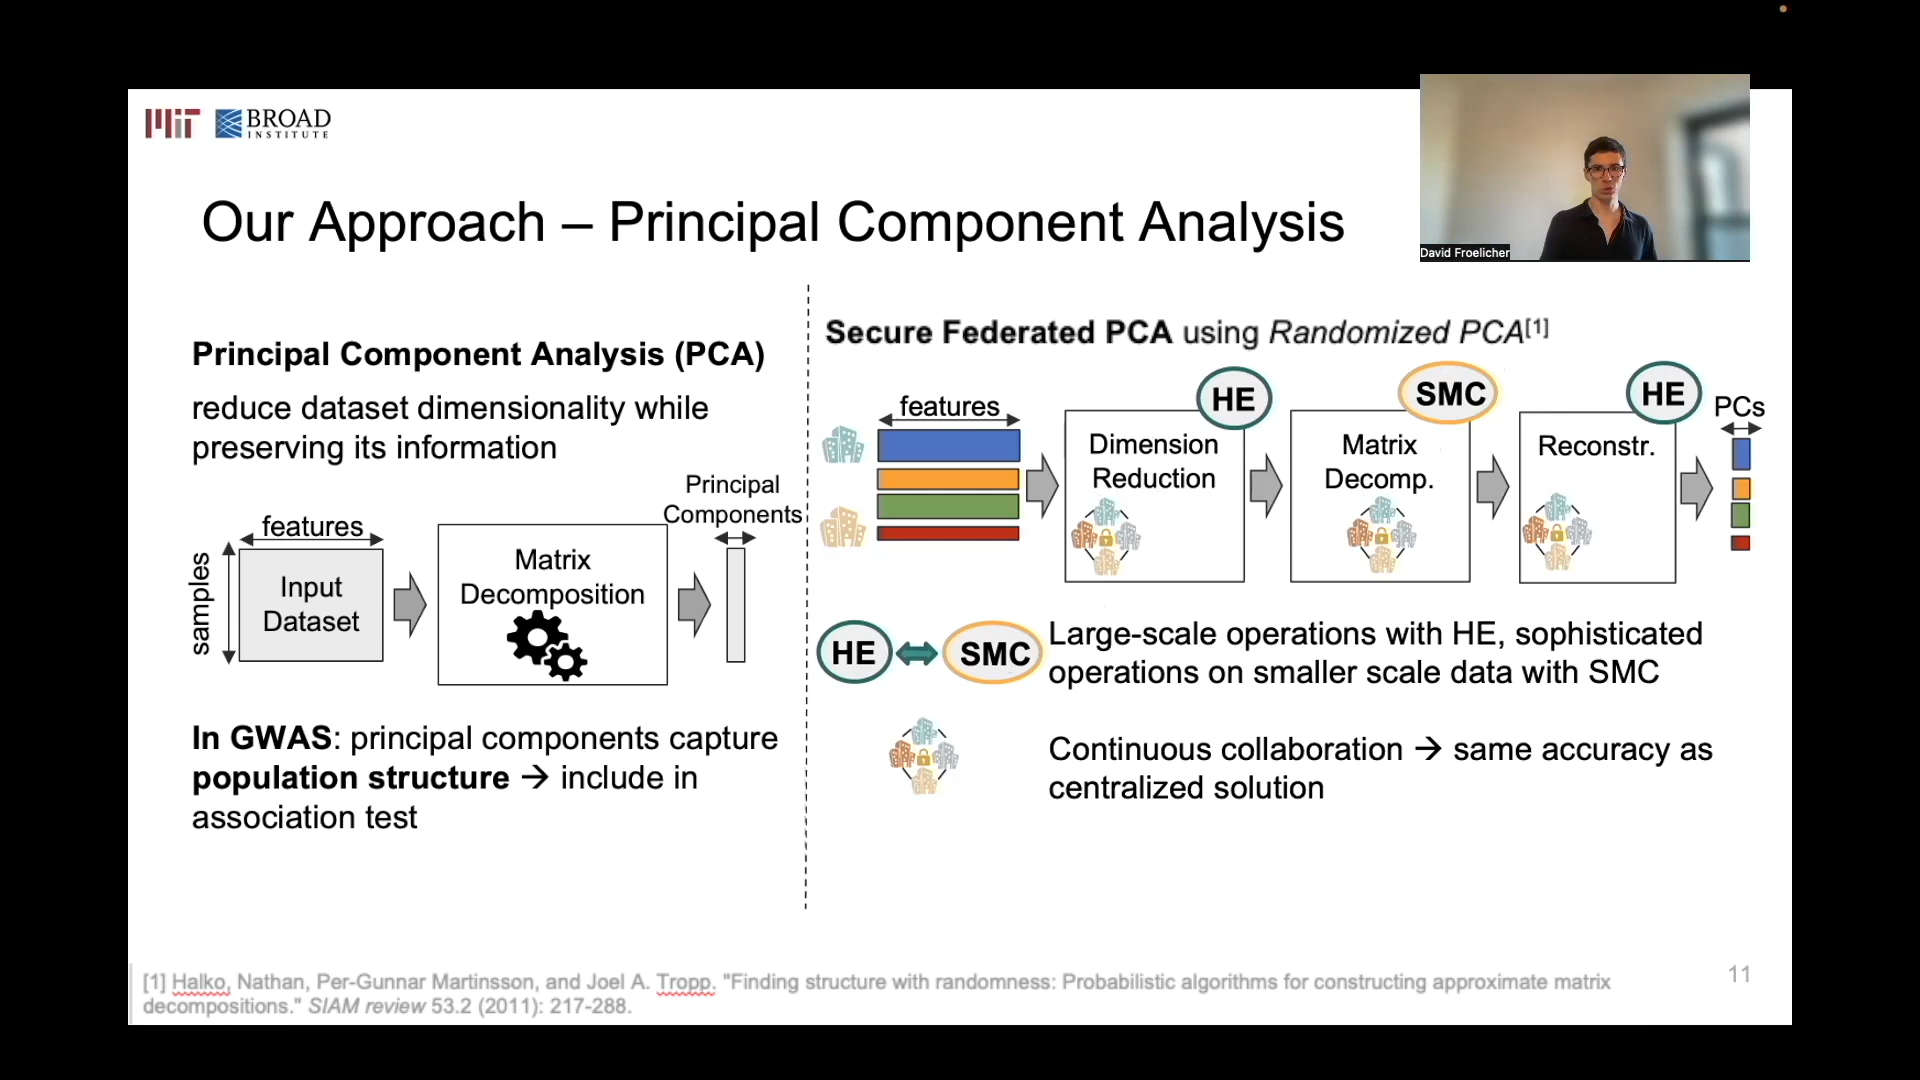 MIT BROAD
INSTITUTE
David Froelicher
Our Approach – Principal Component Analysis
Principal Component Analysis (PCA)
reduce dataset dimensionality while
preserving its information
features
samples
Input
Dataset
Matrix
Decomposition
Principal
Components
In GWAS: principal components capture
population structure → include in
association test
Secure Federated PCA using Randomized PCA[1]
features
HE
Dimension
Reduction
SMC
Matrix
Decomp.
HE
Reconstr.
PCs
HE
SMC
Large-scale operations with HE, sophisticated
operations on smaller scale data with SMC
Continuous collaboration → same accuracy as
centralized solution
[1] Halko, Nathan, Per-Gunnar Martinsson, and Joel A. Tropp. "Finding structure with randomness: Probabilistic algorithms for constructing approximate matrix
decompositions." SIAM review 53.2 (2011): 217-288.
11